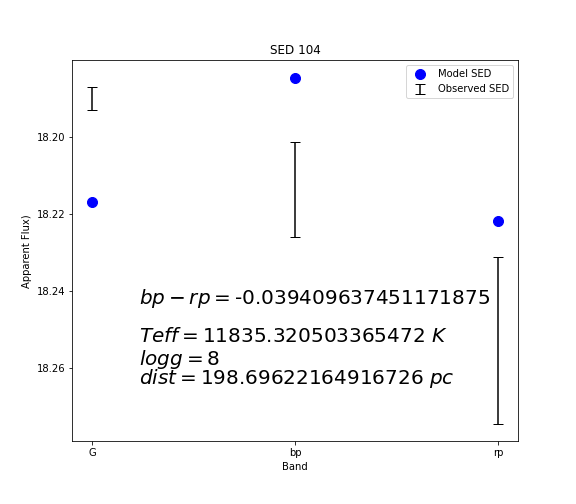 SED 104
Model SED
Observed SED
18.20
18.22
18.24
18.26
Apparent Flux)
bp − rp = -0.039409637451171875
Teff = 11835.320503365472 K
logg = 8
dist = 198.69622164916726 pc
G bp rp
Band